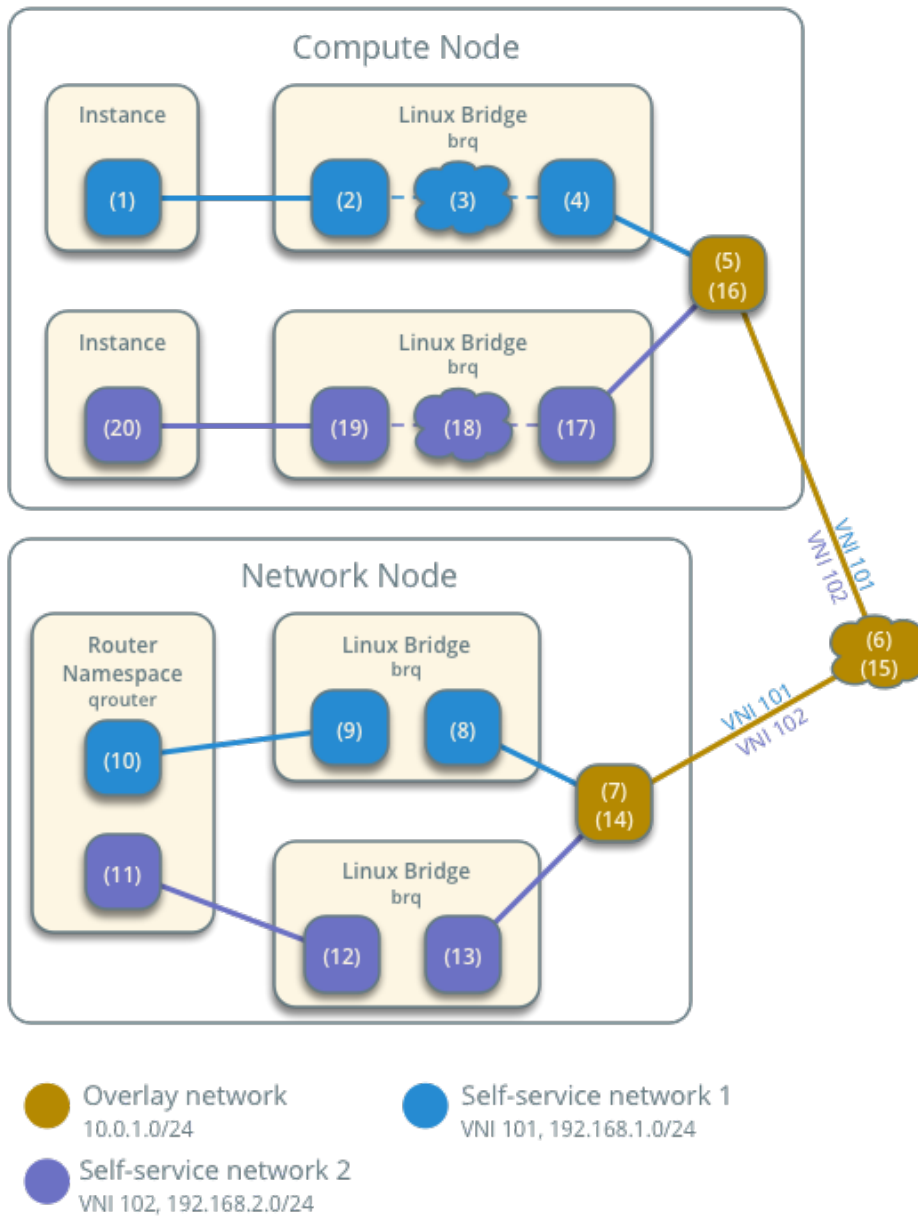 Compute Node
Instance
Linux Bridge
brq
(1)
(2)
(3)
(4)
(5)
(16)
Instance
Linux Bridge
brq
(20)
(19)
(18)
(17)
VNI 101
VNI 102
Network Node
Router
Namespace
qrouter
Linux Bridge
brq
(6)
(15)
VNI 101
VNI 102
(10)
(9)
(8)
(7)
(14)
(11)
Linux Bridge
brq
(12)
(13)
Overlay network
10.0.1.0/24
Self-service network 1
VNI 101, 192.168.1.0/24
Self-service network 2
VNI 102, 192.168.2.0/24